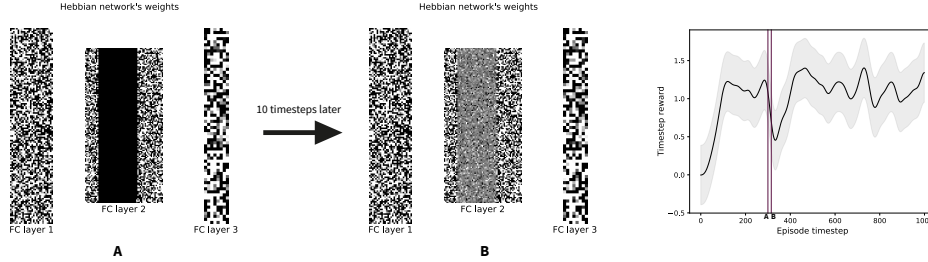 Hebbian network's weights
FC layer 1
FC layer 2
FC layer 3
A
10 timesteps later
Hebbian network's weights
FC layer 1
FC layer 2
FC layer 3
B
Timestep reward
1.5
1.0
0.5
0.0
−0.5
0 200 400 600 800 1000
A B
Episode timestep